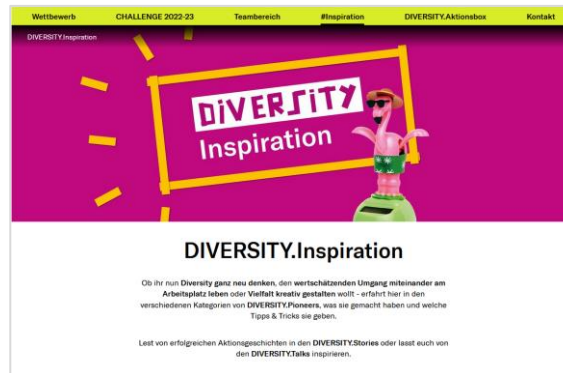 Wettbewerb CHALLENGE 2022-23 Teambereich #Inspiration DIVERSITY.Aktionsbox Kontakt
DIVERSITY.Inspiration
DiVERSiTY
Inspiration
DIVERSITY.Inspiration
Ob ihr nun Diversity ganz neu denken, den wertschätzenden Umgang miteinander am
Arbeitsplatz leben oder Vielfalt kreativ gestalten wollt - erfahrt hier in den
verschiedenen Kategorien von DIVERSITY.Pioneers, was sie gemacht haben und welche
Tipps & Tricks sie geben.
Lest von erfolgreichen Aktionsgeschichten in den DIVERSITY.Stories oder lasst euch von
den DIVERSITY.Talks inspirieren.